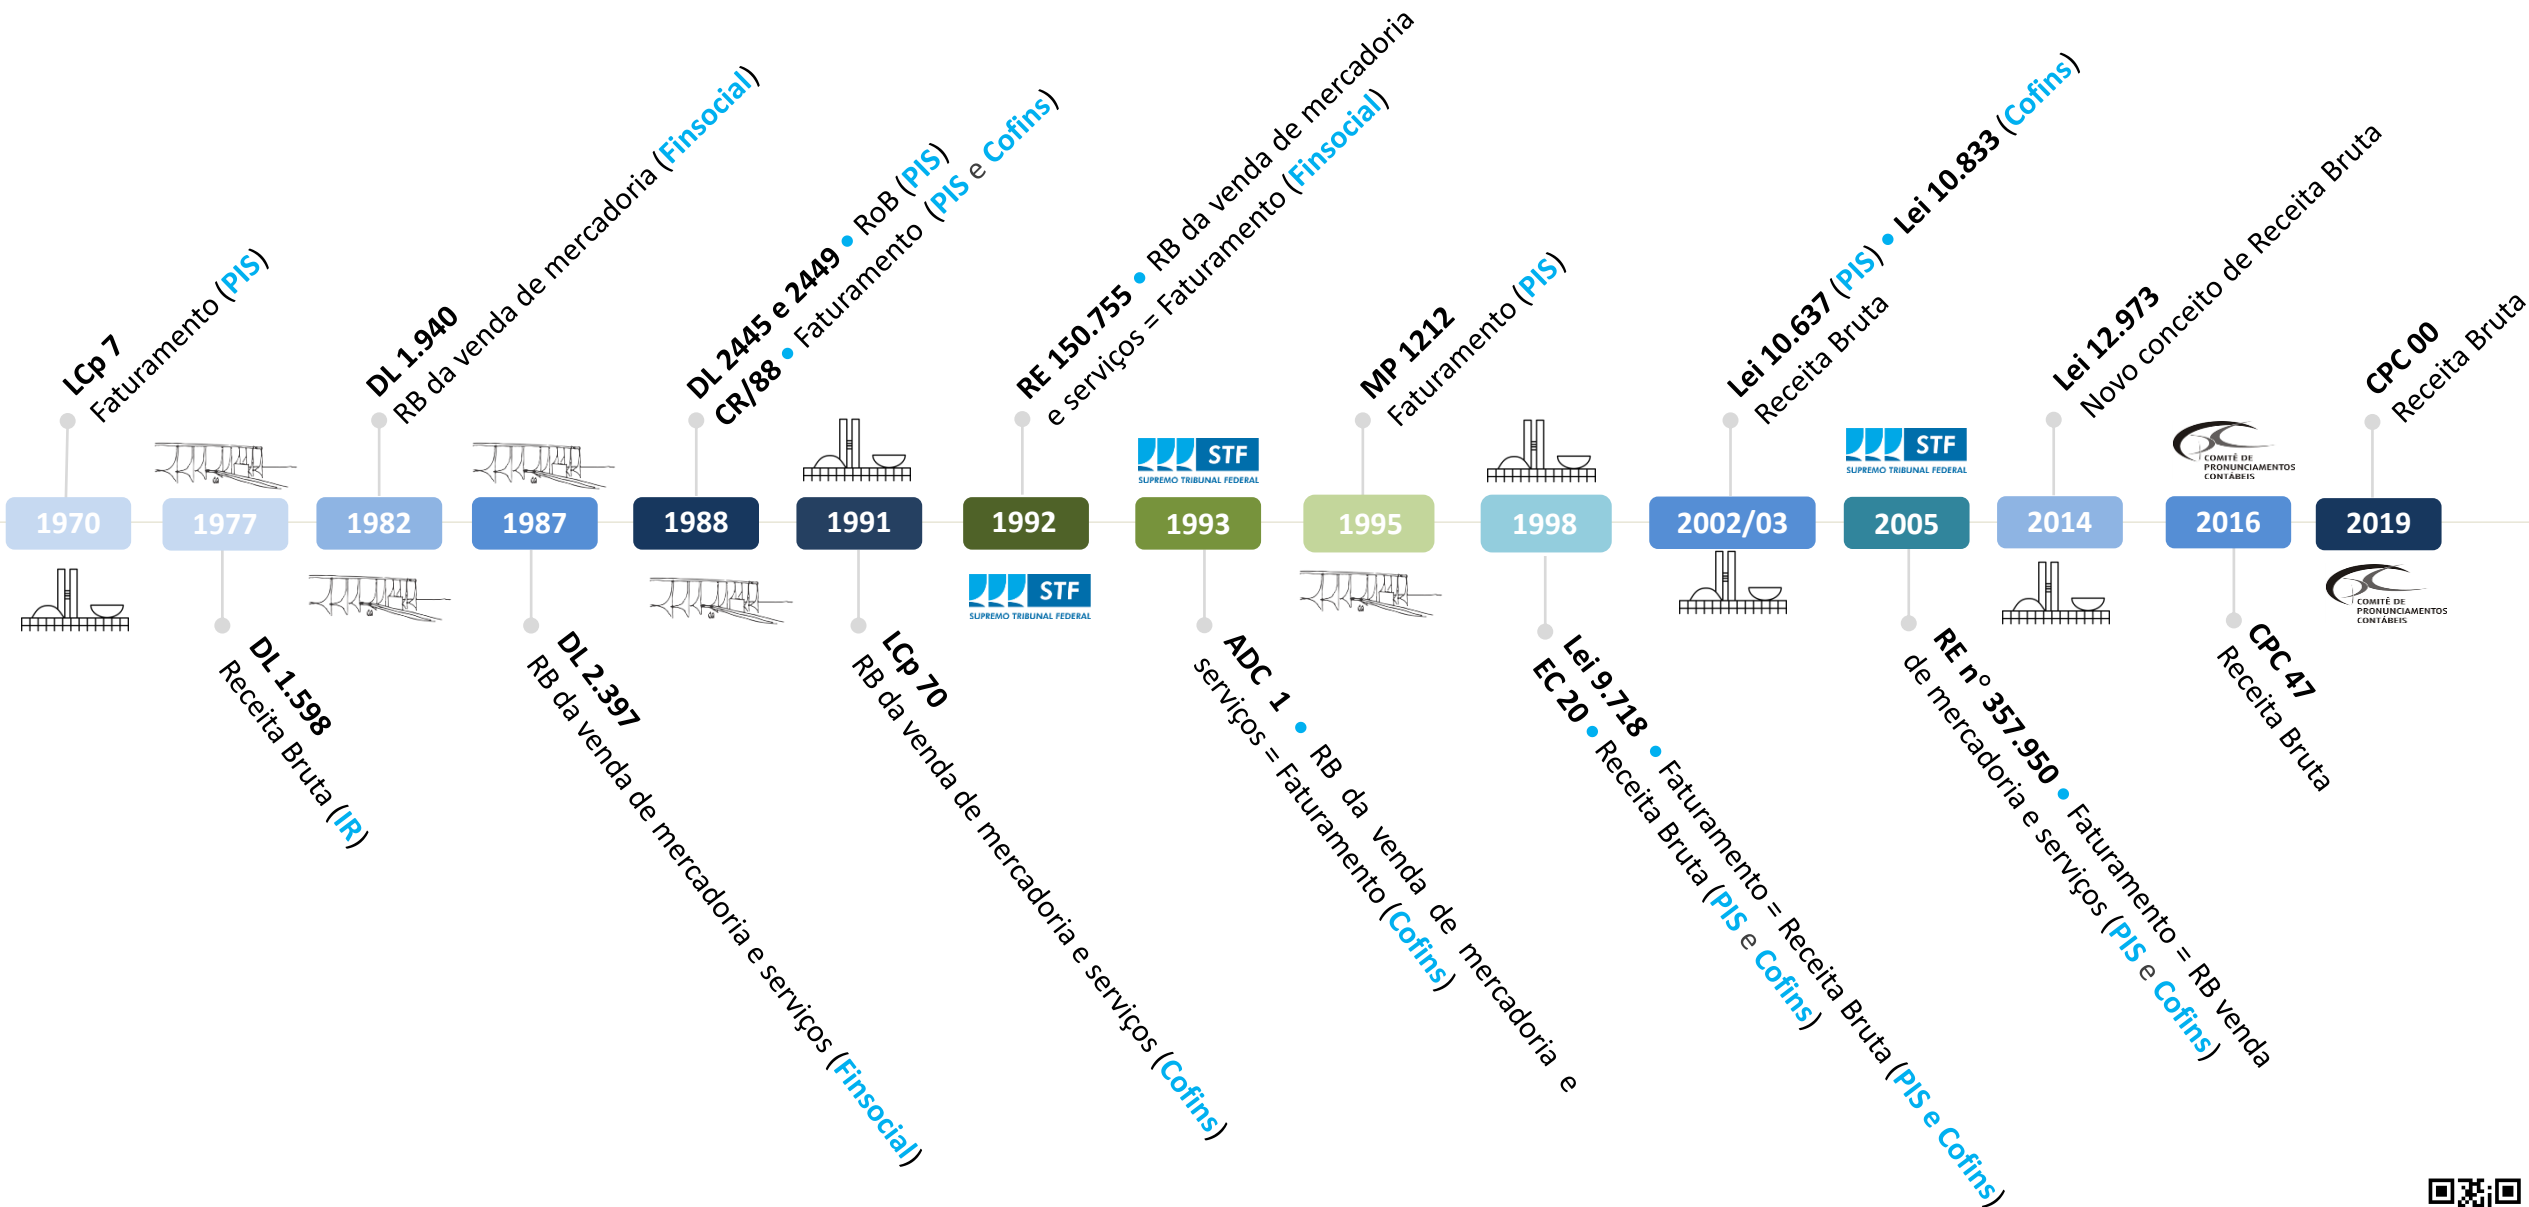 LCp 7
Faturamento (PIS)
DL 1.940
RB da venda de mercadoria (Finsocial)
DL 2445 e 2449 • RoB (PIS)
CR/88 • Faturamento (PIS e Cofins)
RE 150.755 • RB da venda de mercadoria
e serviços = Faturamento (Finsocial)
MP 1212
Faturamento (PIS)
Lei 10.637 (PIS) • Lei 10.833 (Cofins)
Receita Bruta
Lei 12.973
Novo conceito de Receita Bruta
CPC 00
Receita Bruta
STF
SUPREMO TRIBUNAL FEDERAL
STF
SUPREMO TRIBUNAL FEDERAL
COMITÊ DE
PRONUNCIAMENTOS
CONTÁBEIS
1970
1977
1982
1987
1988
1991
1992
1993
1995
1998
2002/03
2005
2014
2016
2019
STF
SUPREMO TRIBUNAL FEDERAL
COMITÊ DE
PRONUNCIAMENTOS
CONTÁBEIS
DL 1.598
Receita Bruta (IR)
DL 2.397
RB da venda de mercadoria e serviços (Finsocial)
LCp 70
RB da venda de mercadoria e serviços (Cofins)
ADC 1 • RB da venda de mercadoria e
serviços = Faturamento (Cofins)
Lei 9.718 • Faturamento = Receita Bruta (PIS e Cofins)
EC 20 • Receita Bruta (PIS e Cofins)
RE n° 357.950 • Faturamento = RB venda
de mercadoria e serviços (PIS e Cofins)
CPC 47
Receita Bruta